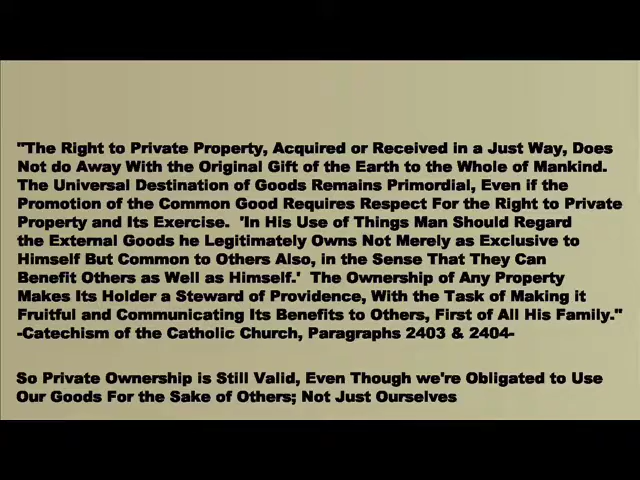 "The Right to Private Property, Acquired or Received in a Just Way, Does
Not do Away With the Original Gift of the Earth to the Whole of Mankind.
The Universal Destination of Goods Remains Primordial, Even if the
Promotion of the Common Good Requires Respect For the Right to Private
Property and Its Exercise.  'In His Use of Things Man Should Regard
the External Goods he Legitimately Owns Not Merely as Exclusive to
Himself But Common to Others Also, in the Sense That They Can
Benefit Others as Well as Himself.'  The Ownership of Any Property
Makes Its Holder a Steward of Providence, With the Task of Making it
Fruitful and Communicating Its Benefits to Others, First of All His Family."
-Catechism of the Catholic Church, Paragraphs 2403 & 2404-
So Private Ownership is Still Valid, Even Though we're Obligated to Use
Our Goods For the Sake of Others; Not Just Ourselves